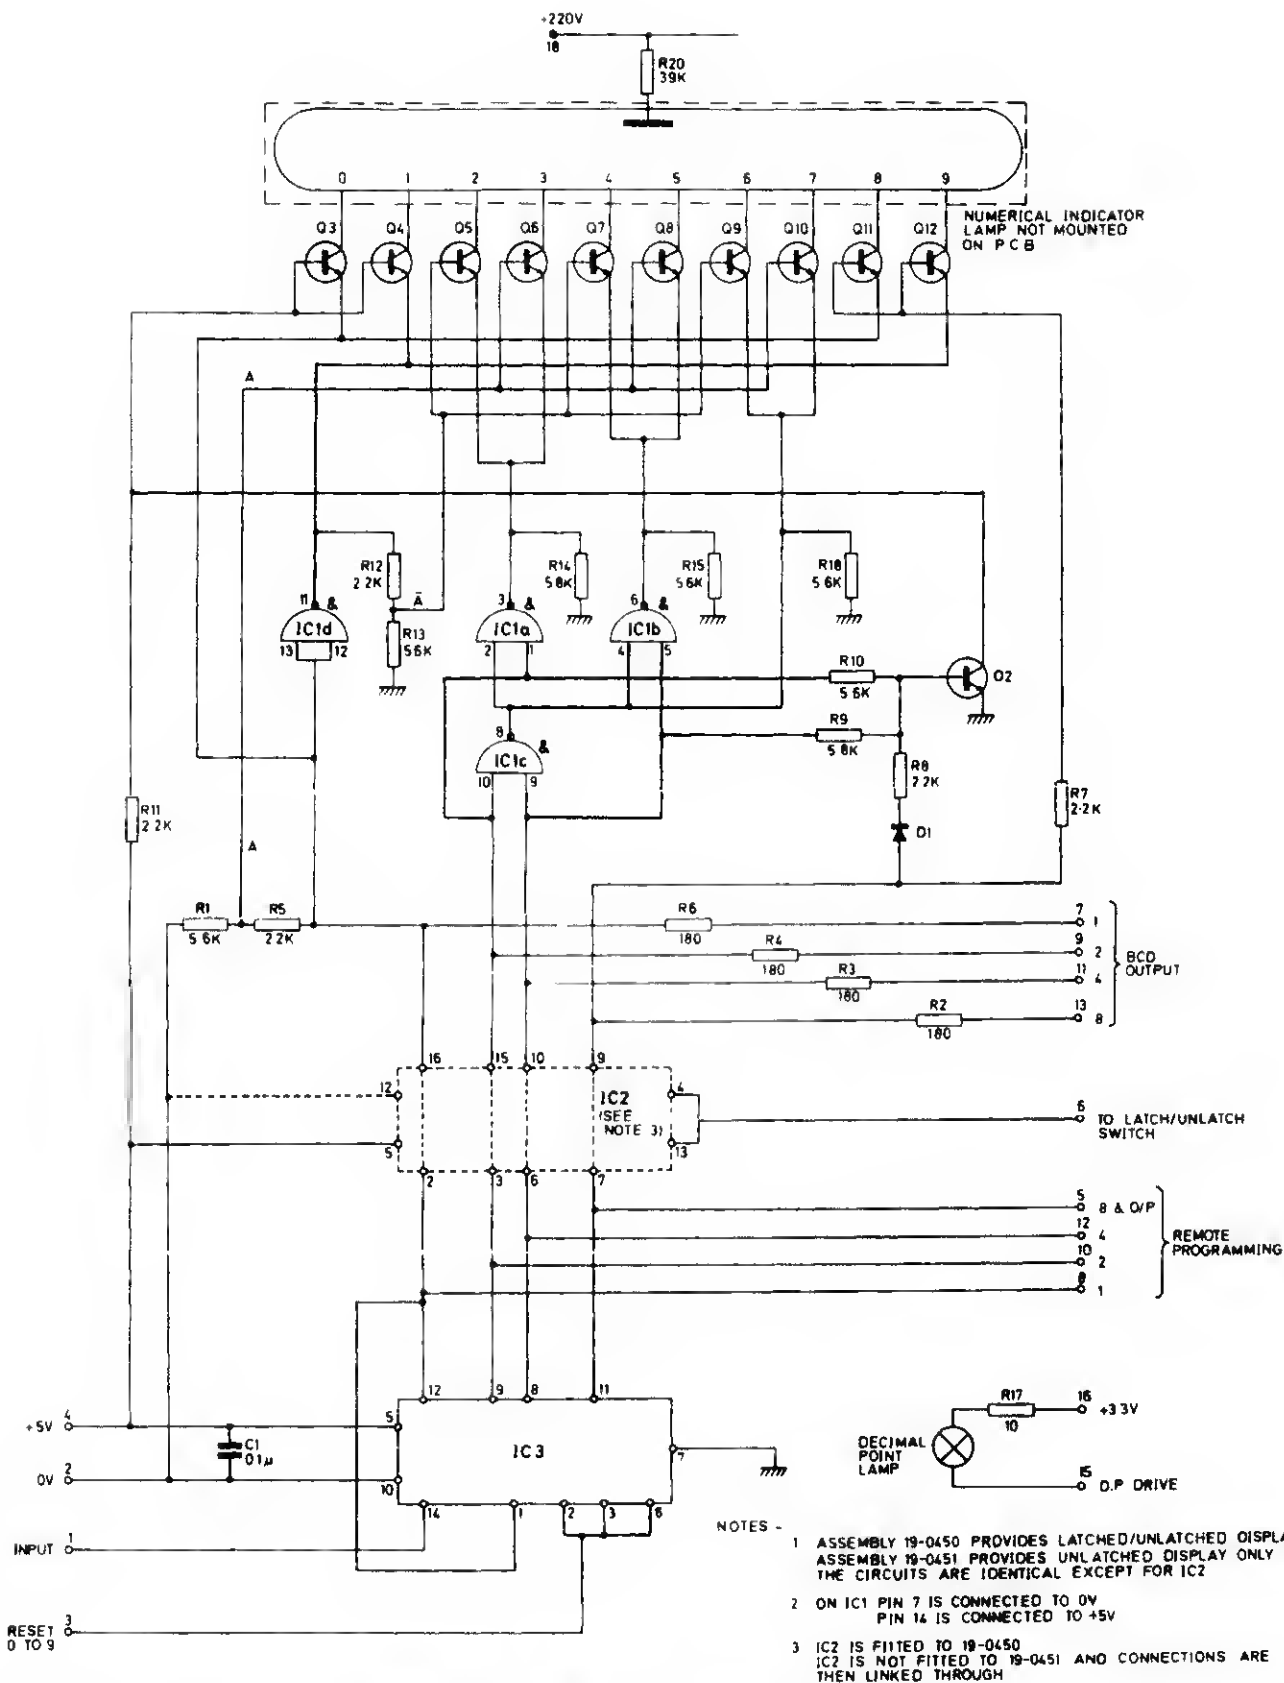 +220V
18
R20
39K
0 1 2 3 4 5 6 7 8 9
NUMERICAL INDICATOR
LAMP NOT MOUNTED
ON P C B
Q3 Q4 Q5 Q6 Q7 Q8 Q9 Q10 Q11 Q12
A
R12
2 2K
Ā
R13
5 6K
R14
5 8K
R15
5 6K
R18
5 6K
11 &
IC1d
13 12
3 &
IC1a
2 1
6 &
IC1b
4 5
R10
5 6K
O2
R9
5 8K
8 &
IC1c
10 9
R8
2 2K
D1
R7
2·2K
R11
2 2K
A
R1
5 6K
R5
2 2K
R6
180
R4
180
R3
180
R2
180
7
1
9
2
11
4
13
8
BCD
OUTPUT
16 15 10 9
12
5
IC2
(SEE
NOTE 3)
4
13
2 3 6 7
6
TO LATCH/UNLATCH
SWITCH
5
8 & O/P
12
4
10
2
8
1
REMOTE
PROGRAMMING
12 9 8 11
+5V 4
0V 2
C1
0 1µ
5
10
IC3
7
14 1 2 3 6
INPUT 1
RESET 3
0 TO 9
R17
10
16
+3 3V
DECIMAL
POINT
LAMP
15
D.P DRIVE
NOTES -
1 ASSEMBLY 19-0450 PROVIDES LATCHED/UNLATCHED DISPLA
ASSEMBLY 19-0451 PROVIDES UNLATCHED DISPLAY ONLY
THE CIRCUITS ARE IDENTICAL EXCEPT FOR IC2
2 ON IC1 PIN 7 IS CONNECTED TO 0V
PIN 14 IS CONNECTED TO +5V
3 IC2 IS FITTED TO 19-0450
IC2 IS NOT FITTED TO 19-0451 AND CONNECTIONS ARE
THEN LINKED THROUGH